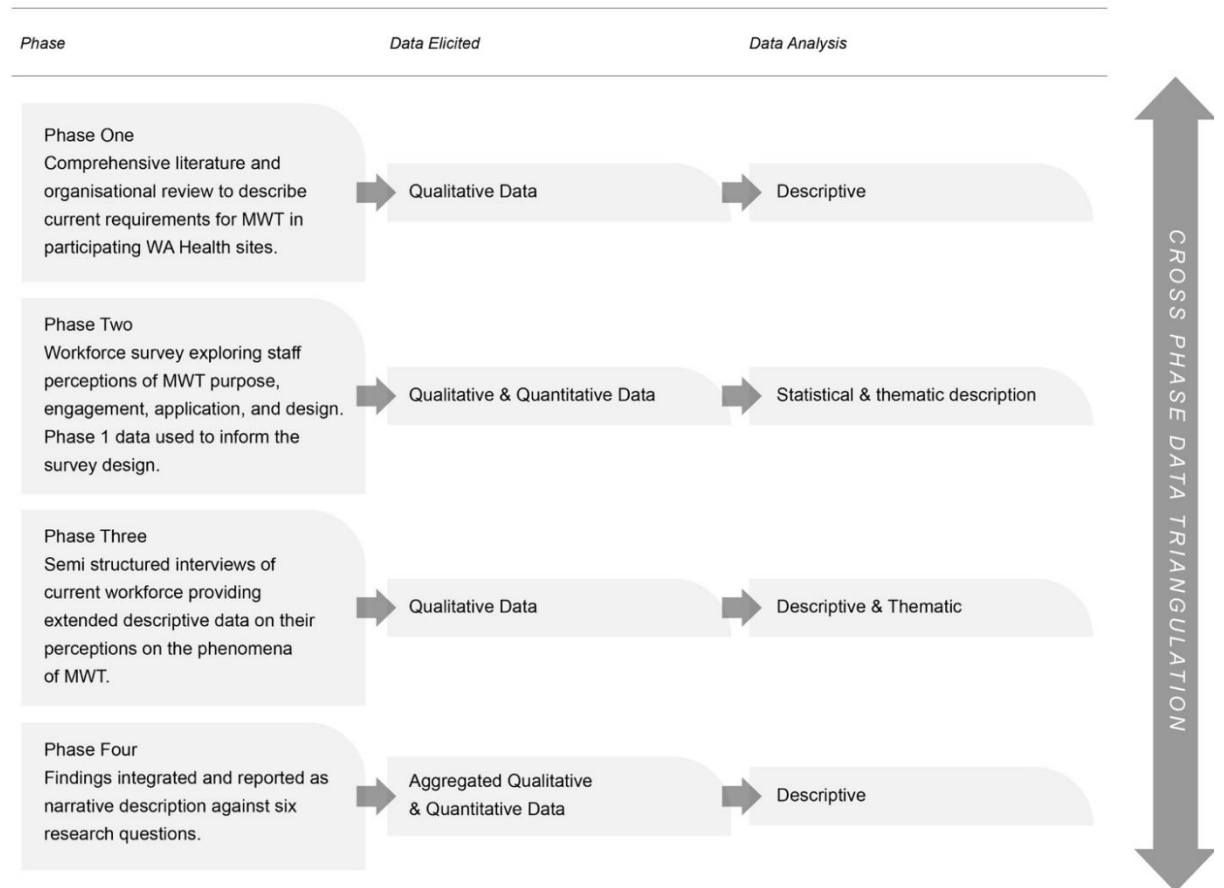 Phase
Data Elicited
Data Analysis
Phase One
Comprehensive literature and
organisational review to describe
current requirements for MWT in
participating WA Health sites.
Qualitative Data
Descriptive
Phase Two
Workforce survey exploring staff
perceptions of MWT purpose,
engagement, application, and design.
Phase 1 data used to inform the
survey design.
Qualitative & Quantitative Data
Statistical & thematic description
Phase Three
Semi structured interviews of
current workforce providing
extended descriptive data on their
perceptions on the phenomena
of MWT.
Qualitative Data
Descriptive & Thematic
Phase Four
Findings integrated and reported as
narrative description against six
research questions.
Aggregated Qualitative
& Quantitative Data
Descriptive
CROSS PHASE DATA TRIANGULATION